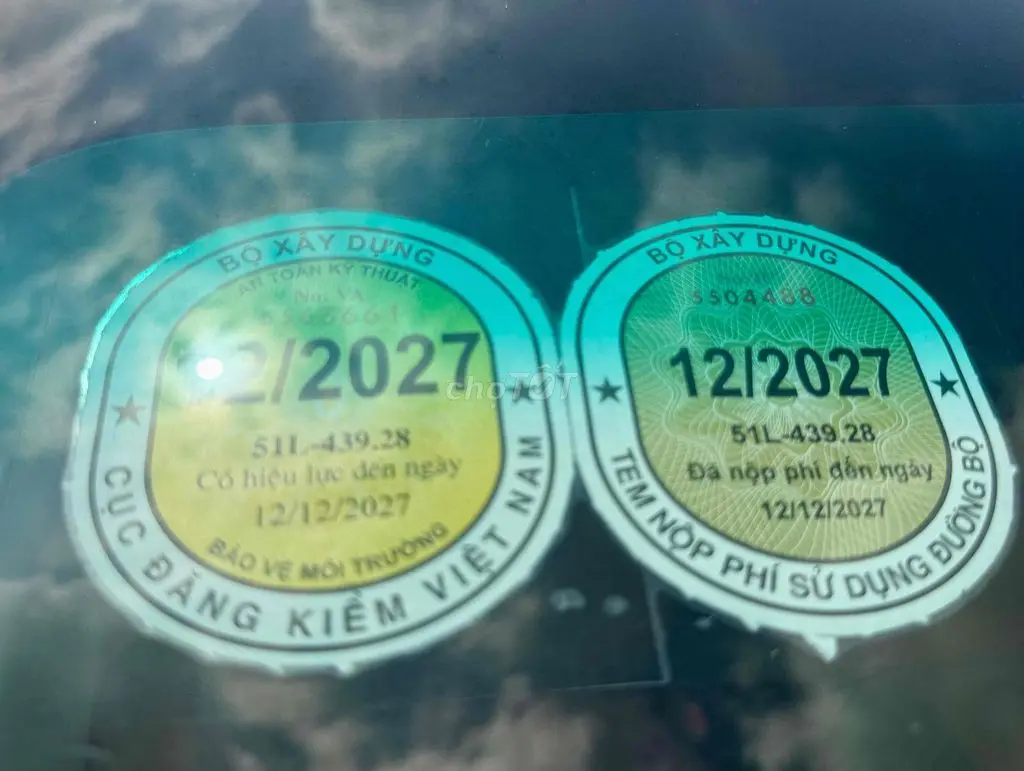 BỘ XÂY DỰNG
AN TOÀN KỸ THUẬT
2/2027
51L-439.28
Có hiệu lực đến ngày
12/12/2027
BẢO VỆ MÔI TRƯỜNG
CỤC ĐĂNG KIỂM VIỆT NAM
BỘ XÂY DỰNG
5504488
12/2027
51L-439.28
Đã nộp phí đến ngày
12/12/2027
TEM NỘP PHÍ SỬ DỤNG ĐƯỜNG BỘ
choTỐT